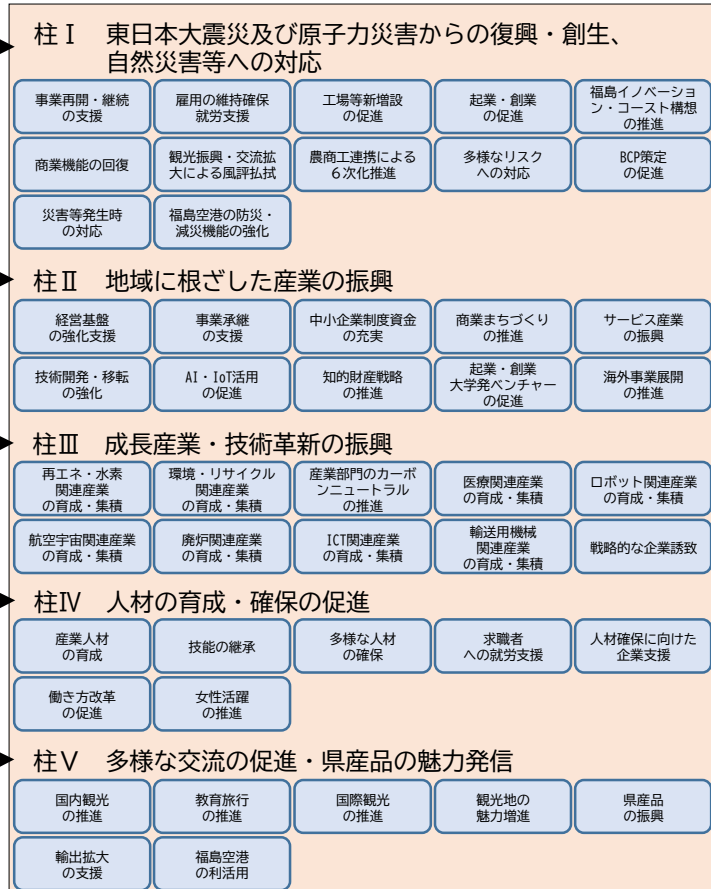 柱Ⅰ　東日本大震災及び原子力災害からの復興・創生、
自然災害等への対応
事業再開・継続
の支援
雇用の維持確保
就労支援
工場等新増設
の促進
起業・創業
の促進
福島イノベーショ
ン・コースト構想
の推進
商業機能の回復
観光振興・交流拡
大による風評払拭
農商工連携による
６次化推進
多様なリスク
への対応
BCP策定
の促進
災害等発生時
の対応
福島空港の防災・
減災機能の強化
柱Ⅱ　地域に根ざした産業の振興
経営基盤
の強化支援
事業承継
の支援
中小企業制度資金
の充実
商業まちづくり
の推進
サービス産業
の振興
技術開発・移転
の強化
AI・IoT活用
の促進
知的財産戦略
の推進
起業・創業
大学発ベンチャー
の促進
海外事業展開
の推進
柱Ⅲ　成長産業・技術革新の振興
再エネ・水素
関連産業
の育成・集積
環境・リサイクル
関連産業
の育成・集積
産業部門のカーボ
ンニュートラル
の推進
医療関連産業
の育成・集積
ロボット関連産業
の育成・集積
航空宇宙関連産業
の育成・集積
廃炉関連産業
の育成・集積
ICT関連産業
の育成・集積
輸送用機械
関連産業
の育成・集積
戦略的な企業誘致
柱Ⅳ　人材の育成・確保の促進
産業人材
の育成
技能の継承
多様な人材
の確保
求職者
への就労支援
人材確保に向けた
企業支援
働き方改革
の促進
女性活躍
の推進
柱Ⅴ　多様な交流の促進・県産品の魅力発信
国内観光
の推進
教育旅行
の推進
国際観光
の推進
観光地の
魅力増進
県産品
の振興
輸出拡大
の支援
福島空港
の利活用